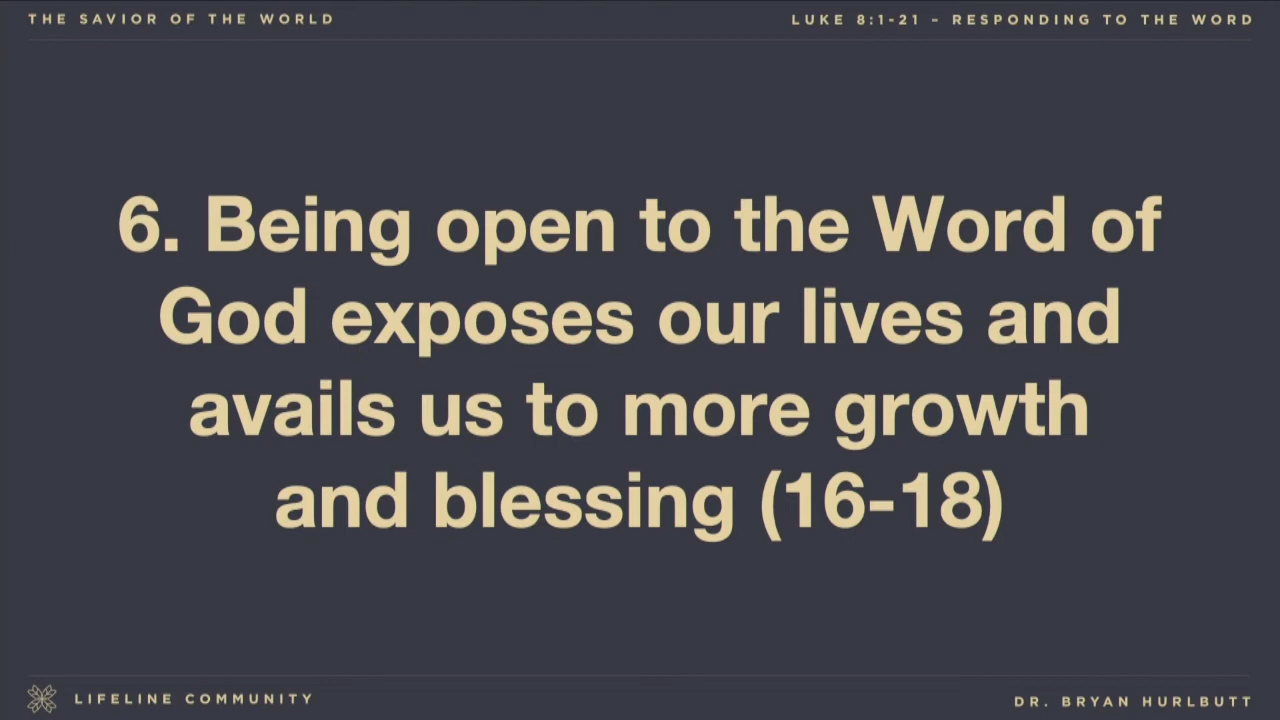 THE SAVIOR OF THE WORLD
LUKE 8:1-21 - RESPONDING TO THE WORD
6. Being open to the Word of
God exposes our lives and
avails us to more growth
and blessing (16-18)
LIFELINE COMMUNITY
DR. BRYAN HURLBUTT